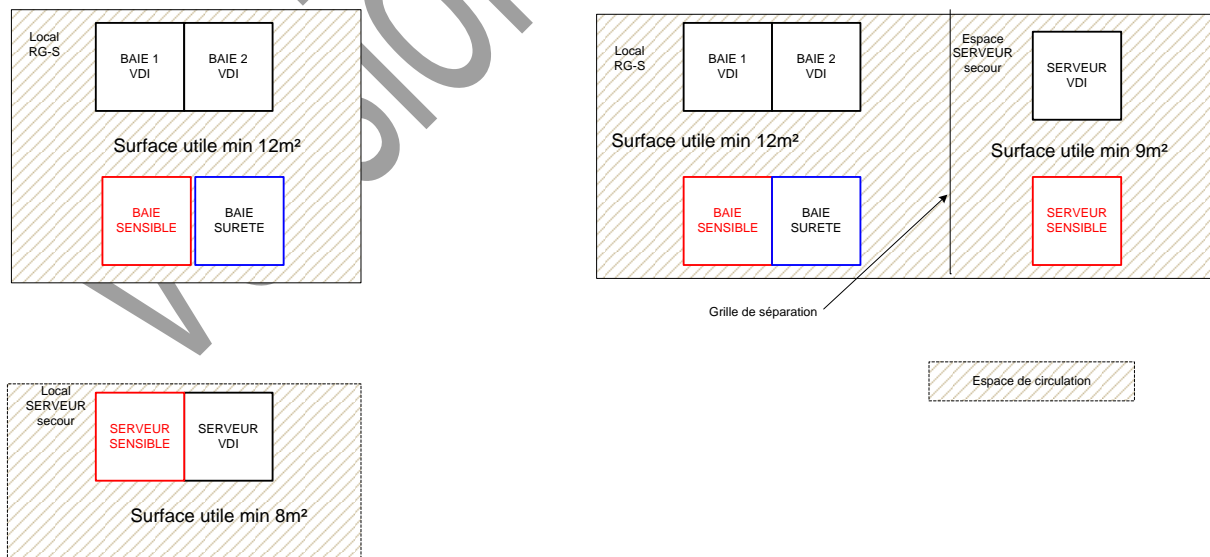 Local
RG-S
BAIE 1
VDI
BAIE 2
VDI
Surface utile min 12m²
BAIE
SENSIBLE
BAIE
SURETE
Local
RG-S
BAIE 1
VDI
BAIE 2
VDI
Surface utile min 12m²
BAIE
SENSIBLE
BAIE
SURETE
Espace
SERVEUR
secour
SERVEUR
VDI
Surface utile min 9m²
SERVEUR
SENSIBLE
Grille de séparation
Espace de circulation
Local
SERVEUR
secour
SERVEUR
SENSIBLE
SERVEUR
VDI
Surface utile min 8m²